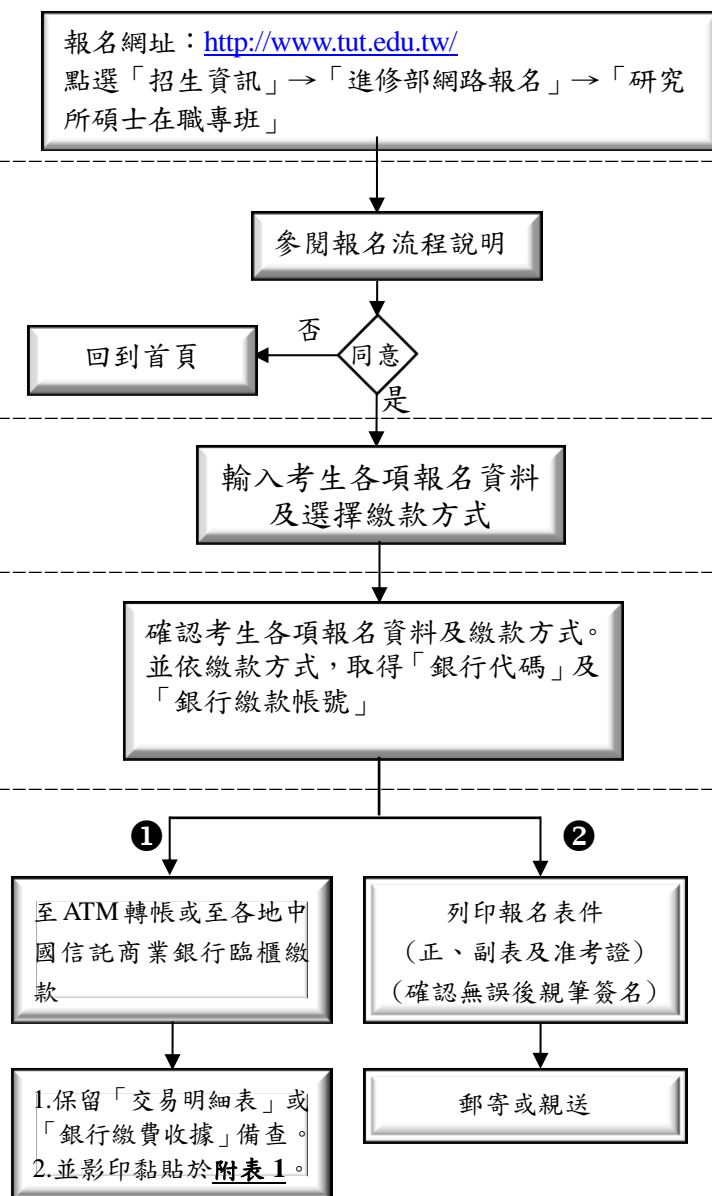 報名網址：http://www.tut.edu.tw/
點選「招生資訊」→「進修部網路報名」→「研究
所碩士在職專班」
參閱報名流程說明
否
回到首頁
同意
是
輸入考生各項報名資料
及選擇繳款方式
確認考生各項報名資料及繳款方式。
並依繳款方式，取得「銀行代碼」及
「銀行繳款帳號」
❶
❷
至 ATM 轉帳或至各地中
國信託商業銀行臨櫃繳
款
列印報名表件
（正、副表及准考證）
（確認無誤後親筆簽名）
1.保留「交易明細表」或
「銀行繳費收據」備查。
2.並影印黏貼於附表 1。
郵寄或親送